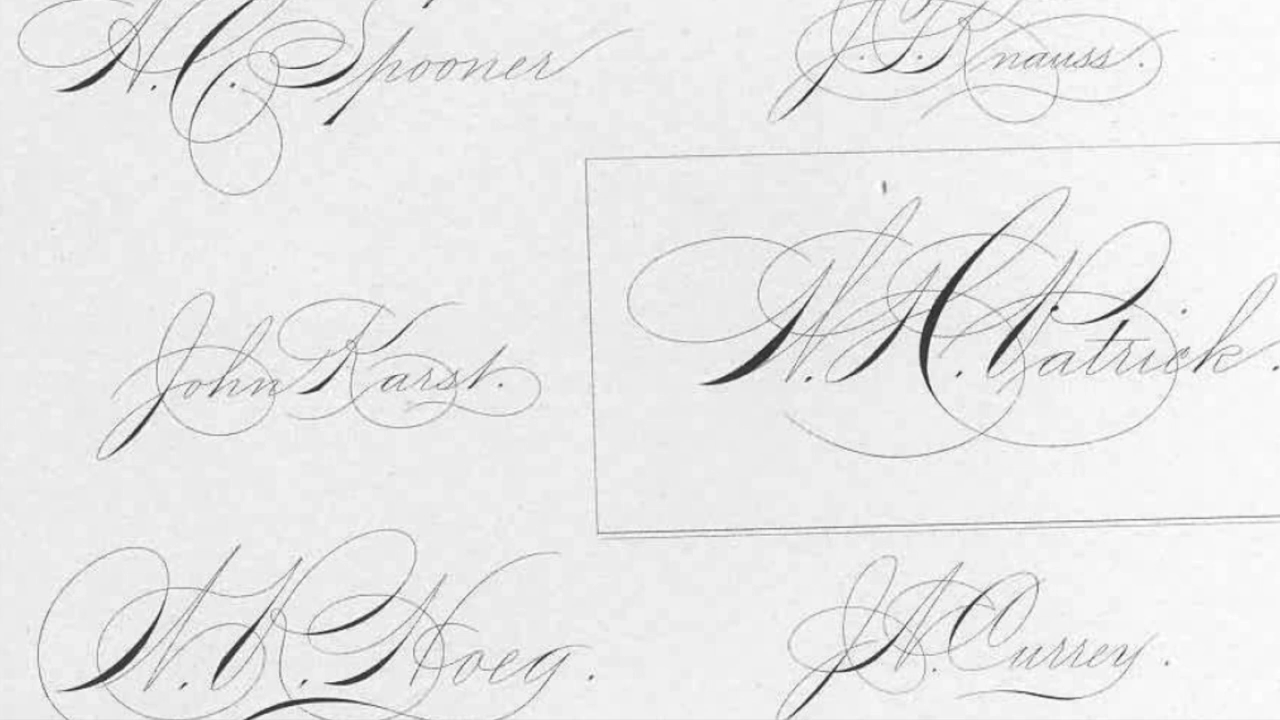 A. C. Spooner
J. G. Knauss.
John Karst.
W. H. C. Patrick.
N. R. Hoeg.
J. N. Currey.